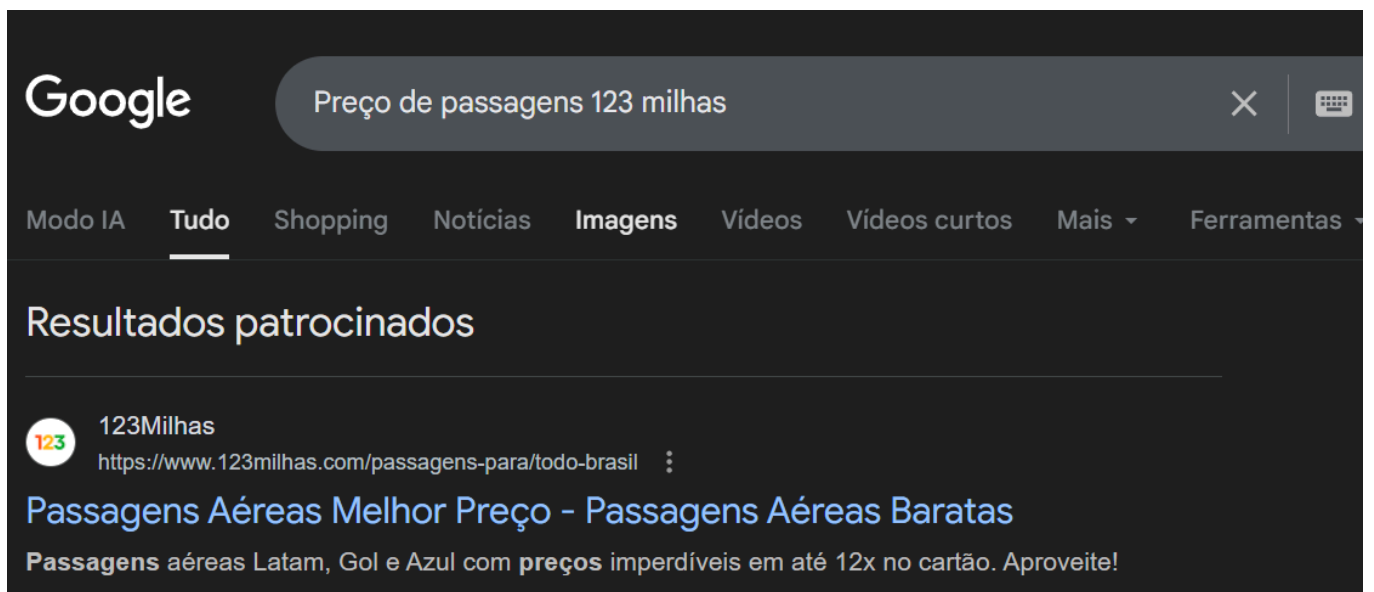 Google
Preço de passagens 123 milhas
Modo IA Tudo Shopping Notícias Imagens Vídeos Vídeos curtos Mais Ferramentas
Resultados patrocinados
123
123Milhas
https://www.123milhas.com/passagens-para/todo-brasil
Passagens Aéreas Melhor Preço - Passagens Aéreas Baratas
Passagens aéreas Latam, Gol e Azul com preços imperdíveis em até 12x no cartão. Aproveite!